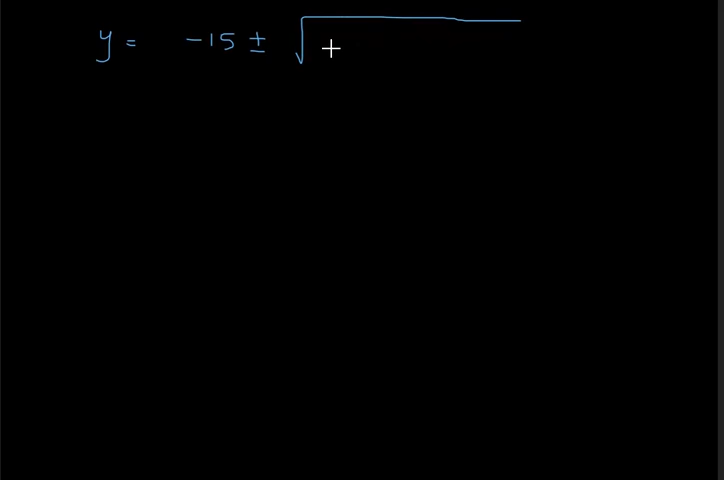 y = -15 ± √